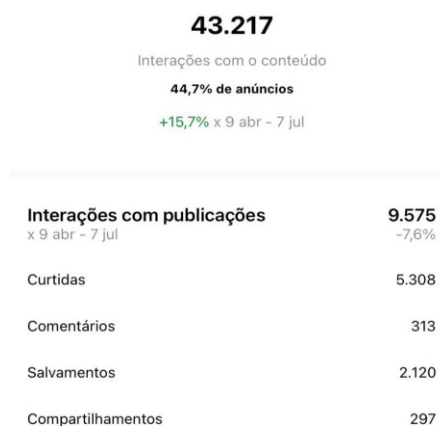 43.217
Interações com o conteúdo
44,7% de anúncios
+15,7% x 9 abr - 7 jul
Interações com publicações 9.575
x 9 abr - 7 jul -7,6%
Curtidas 5.308
Comentários 313
Salvamentos 2.120
Compartilhamentos 297